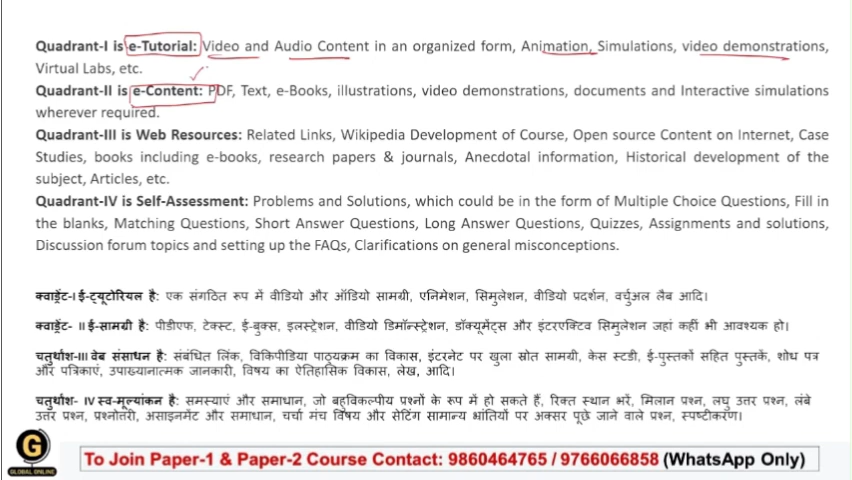 Quadrant-I is e-Tutorial: Video and Audio Content in an organized form, Animation, Simulations, video demonstrations,
Virtual Labs, etc.
Quadrant-II is e-Content: PDF, Text, e-Books, illustrations, video demonstrations, documents and Interactive simulations
wherever required.
Quadrant-III is Web Resources: Related Links, Wikipedia Development of Course, Open source Content on Internet, Case
Studies, books including e-books, research papers & journals, Anecdotal information, Historical development of the
subject, Articles, etc.
Quadrant-IV is Self-Assessment: Problems and Solutions, which could be in the form of Multiple Choice Questions, Fill in
the blanks, Matching Questions, Short Answer Questions, Long Answer Questions, Quizzes, Assignments and solutions,
Discussion forum topics and setting up the FAQs, Clarifications on general misconceptions.
क्वाड्रेंट-I ई-ट्यूटोरियल है: एक संगठित रूप में वीडियो और ऑडियो सामग्री, एनिमेशन, सिमुलेशन, वीडियो प्रदर्शन, वर्चुअल लैब आदि।
क्वाड्रेंट- II ई-सामग्री है: पीडीएफ, टेक्स्ट, ई-बुक्स, इलस्ट्रेशन, वीडियो डिमॉन्स्ट्रेशन, डॉक्यूमेंट्स और इंटरएक्टिव सिमुलेशन जहां कहीं भी आवश्यक हो।
चतुर्थांश-III वेब संसाधन है: संबंधित लिंक, विकिपीडिया पाठ्यक्रम का विकास, इंटरनेट पर खुला स्रोत सामग्री, केस स्टडी, ई-पुस्तकों सहित पुस्तकें, शोध पत्र
और पत्रिकाएं, उपाख्यानात्मक जानकारी, विषय का ऐतिहासिक विकास, लेख, आदि।
चतुर्थांश- IV स्व-मूल्यांकन है: समस्याएं और समाधान, जो बहुविकल्पीय प्रश्नों के रूप में हो सकते हैं, रिक्त स्थान भरें, मिलान प्रश्न, लघु उत्तर प्रश्न, लंबे
उत्तर प्रश्न, प्रश्नोत्तरी, असाइनमेंट और समाधान, चर्चा मंच विषय और सेटिंग सामान्य भ्रांतियों पर अक्सर पूछे जाने वाले प्रश्न, स्पष्टीकरण।
G
GLOBAL ONLINE
To Join Paper-1 & Paper-2 Course Contact: 9860464765 / 9766066858 (WhatsApp Only)